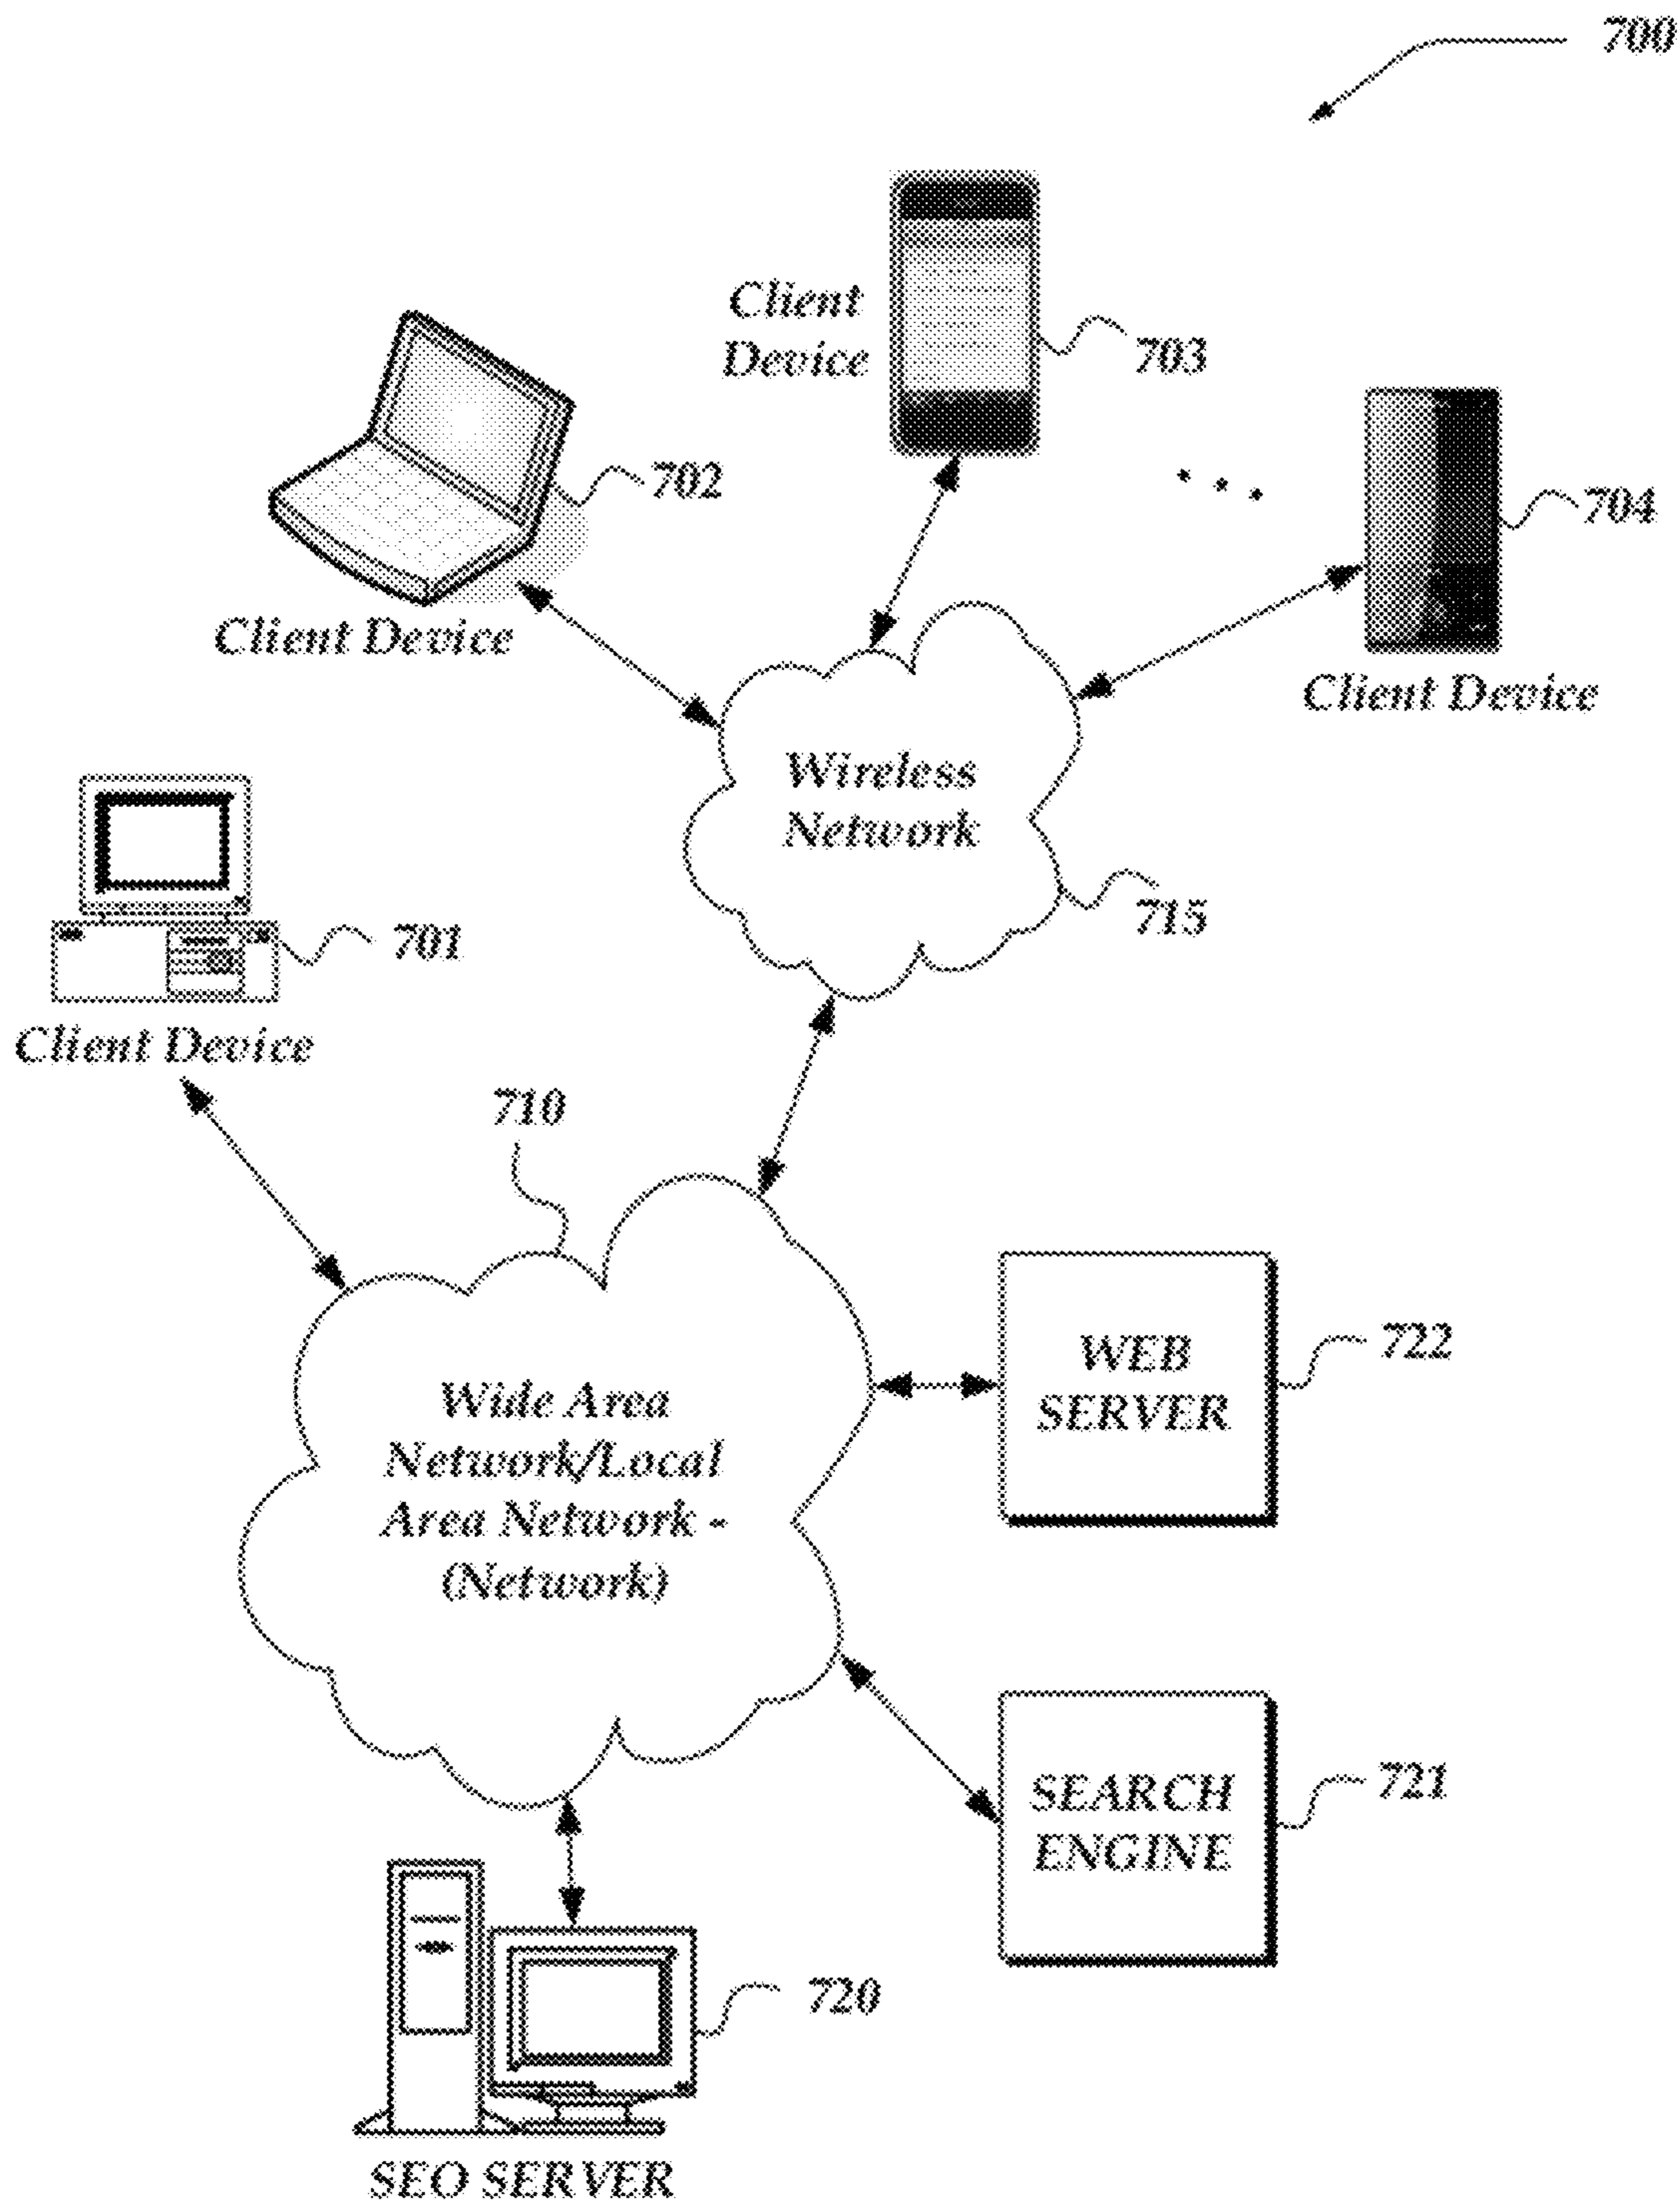 700
Client
Device
703
702
704
Client Device
Client Device
Wireless
Network
715
701
Client Device
710
WEB
SERVER
722
Wide Area
Network/Local
Area Network -
(Network)
SEARCH
ENGINE
721
720
SEO SERVER